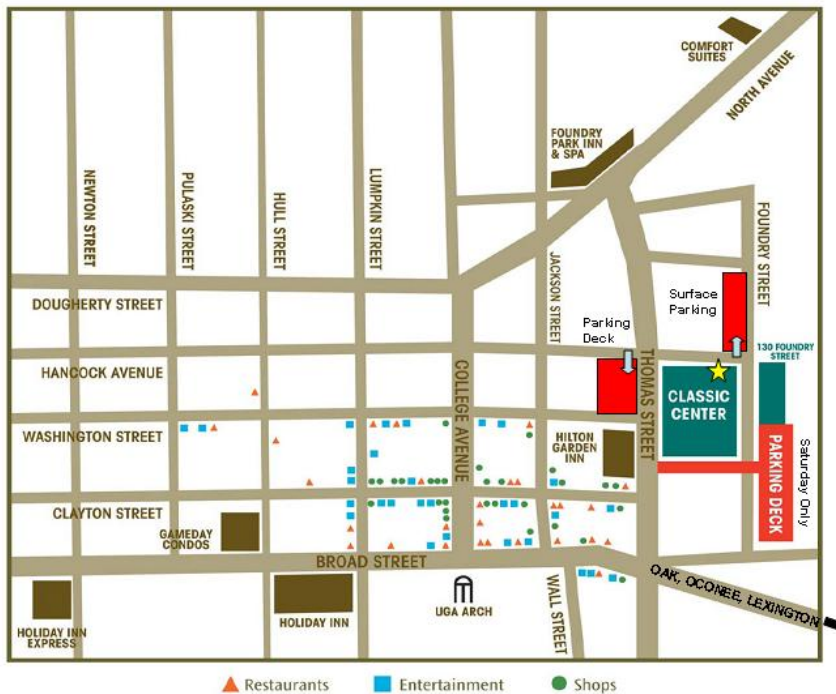 COMFORT
SUITES
NORTH AVENUE
FOUNDRY
PARK INN
& SPA
NEWTON STREET
PULASKI STREET
HULL STREET
LUMPKIN STREET
FOUNDRY STREET
JACKSON STREET
DOUGHERTY STREET
Surface
Parking
Parking
Deck
130 FOUNDRY
STREET
HANCOCK AVENUE
COLLEGE AVENUE
THOMAS STREET
CLASSIC
CENTER
WASHINGTON STREET
HILTON
GARDEN
INN
PARKING DECK
Saturday Only
CLAYTON STREET
GAMEDAY
CONDOS
BROAD STREET
OAK, OCONEE, LEXINGTON
WALL STREET
UGA ARCH
HOLIDAY INN
HOLIDAY INN
EXPRESS
Restaurants
Entertainment
Shops